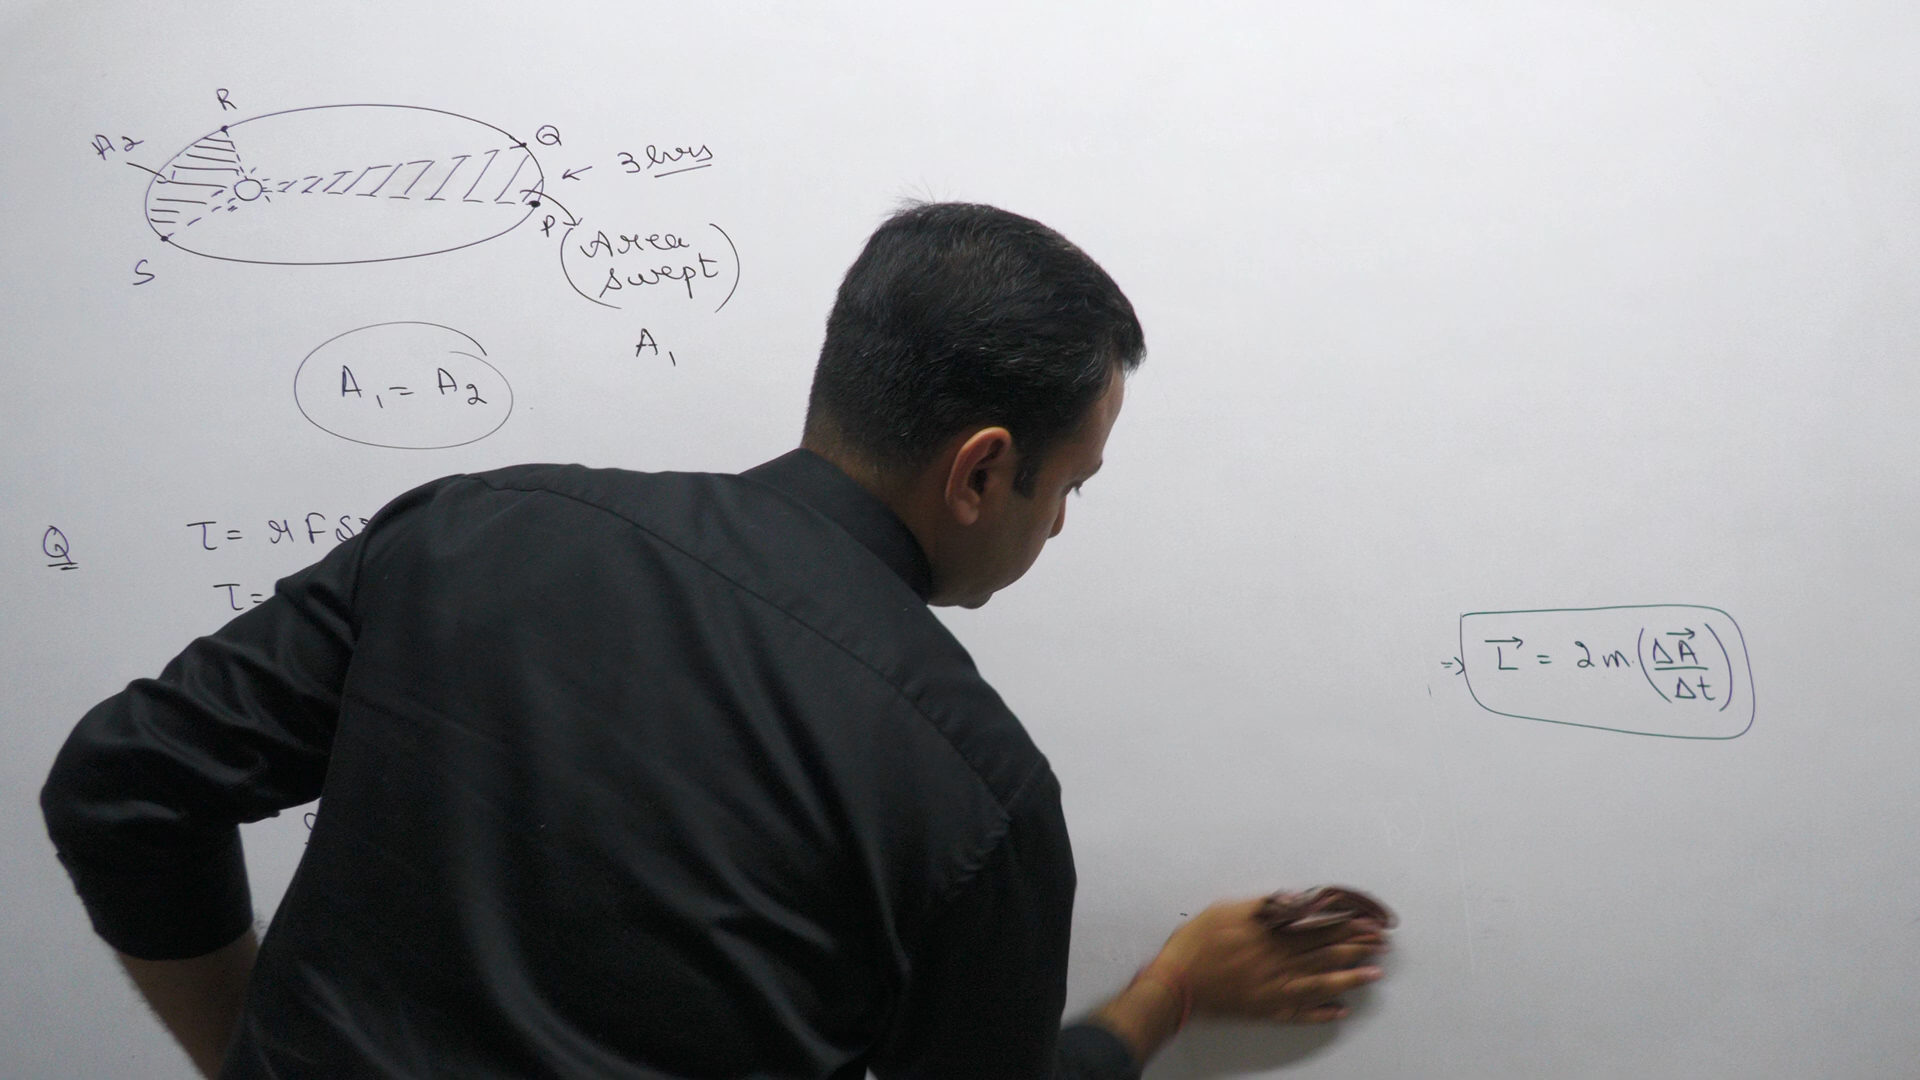 R
A2
Q
← 3 hrs
P
(Area
swept)
S
A₁
A₁ = A₂
Q
τ = r F
τ =
⇒ L⃗ = 2m.(ΔA⃗/Δt)